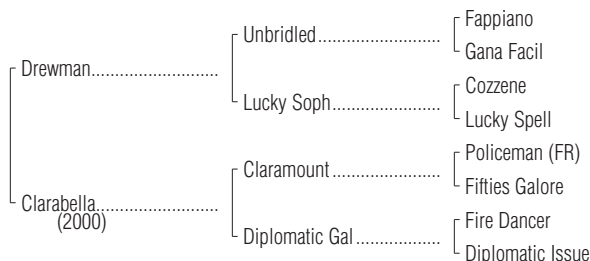 Fappiano
Unbridled
Gana Facil
Drewman
Cozzene
Lucky Soph
Lucky Spell
Policeman (FR)
Claramount
Fifties Galore
Clarabella
(2000)
Fire Dancer
Diplomatic Gal
Diplomatic Issue